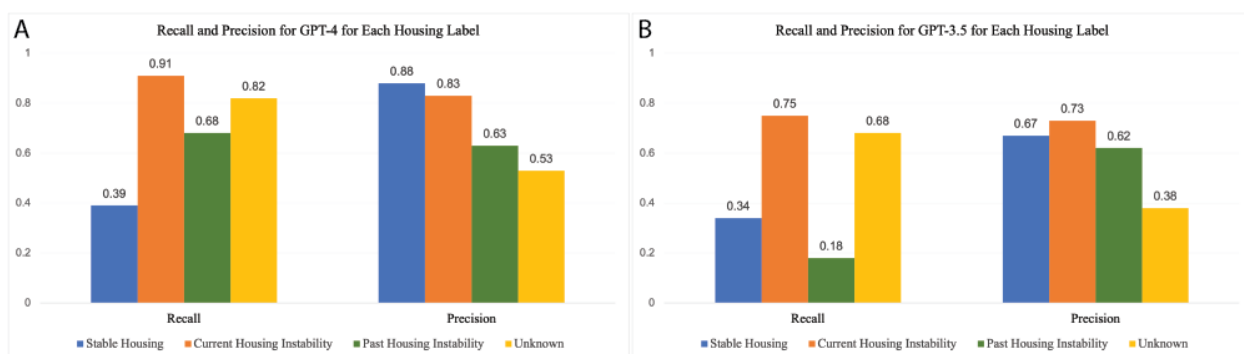 A
Recall and Precision for GPT-4 for Each Housing Label
1
0.8
0.6
0.4
0.2
0
0.39
0.91
0.68
0.82
0.88
0.83
0.63
0.53
Recall
Precision
Stable Housing Current Housing Instability Past Housing Instability Unknown
B
Recall and Precision for GPT-3.5 for Each Housing Label
1
0.8
0.6
0.4
0.2
0
0.34
0.75
0.18
0.68
0.67
0.73
0.62
0.38
Recall
Precision
Stable Housing Current Housing Instability Past Housing Instability Unknown